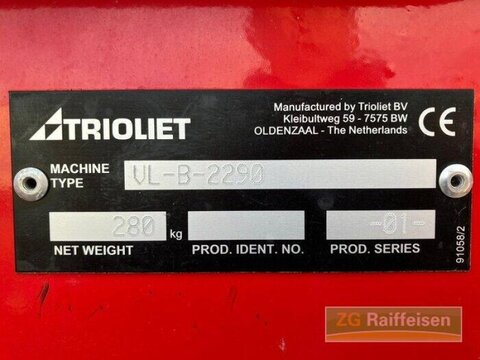 TRIOLIET
Manufactured by Trioliet BV
Kleibultweg 59 - 7575 BW
OLDENZAAL - The Netherlands
CE
MACHINE TYPE
VL-B-2290
280 kg
-01-
NET WEIGHT
PROD. IDENT. NO.
PROD. SERIES
91058/2
ZG Raiffeisen